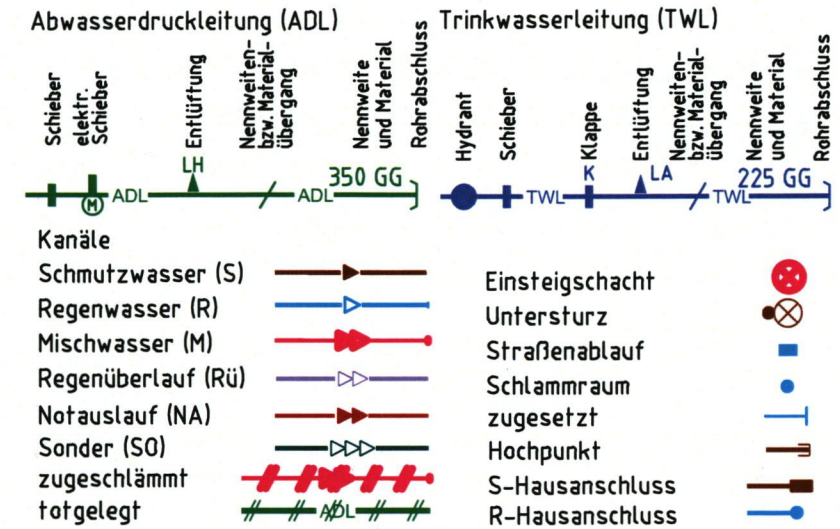 Abwasserdruckleitung (ADL)
Schieber
elektr.
Schieber
Entlüftung
Nennweiten-
bzw. Material-
übergang
Nennweite
und Material
Rohrabschluss
LH
M
ADL
ADL
350 GG
Trinkwasserleitung (TWL)
Hydrant
Schieber
Klappe
Entlüftung
Nennweiten-
bzw. Material-
übergang
Nennweite
und Material
Rohrabschluss
K
LA
TWL
TWL
225 GG
Kanäle
Schmutzwasser (S)
Regenwasser (R)
Mischwasser (M)
Regenüberlauf (Rü)
Notauslauf (NA)
Sonder (SO)
zugeschlämmt
totgelegt
ADL
Einsteigschacht
Untersturz
Straßenablauf
Schlammraum
zugesetzt
Hochpunkt
S-Hausanschluss
R-Hausanschluss